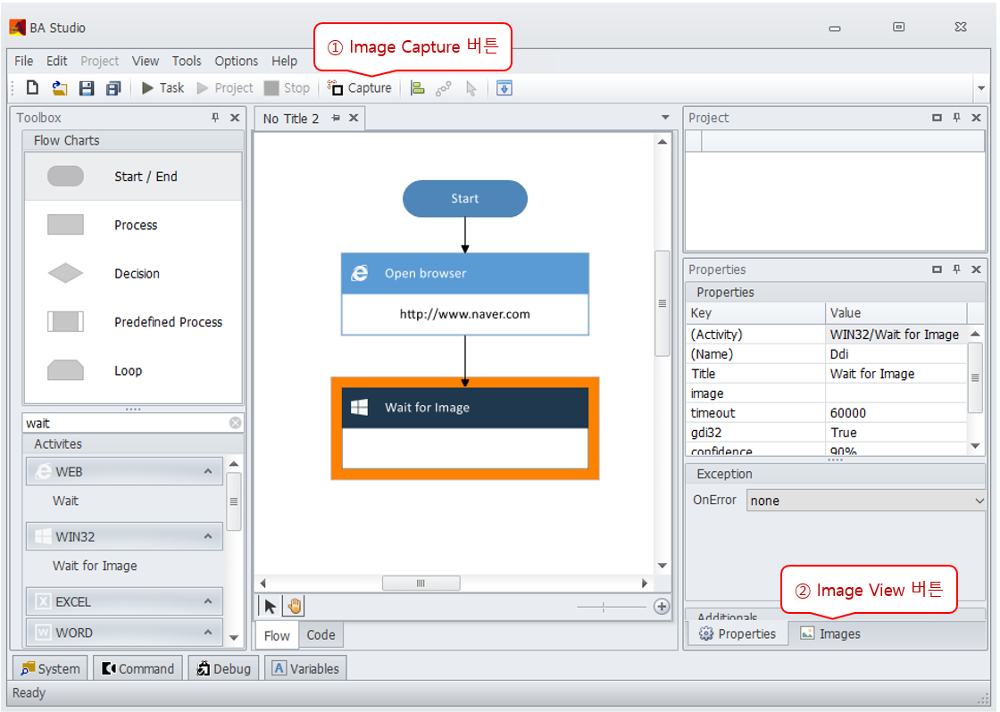 BA Studio
① Image Capture 버튼
File Edit Project View Tools Options Help
Task Project Stop Capture
Toolbox
Flow Charts
Start / End
Process
Decision
Predefined Process
Loop
wait
Activites
WEB
Wait
WIN32
Wait for Image
EXCEL
WORD
No Title 2
Start
Open browser
http://www.naver.com
Wait for Image
Flow Code
Project
Properties
Properties
Key Value
(Activity) WIN32/Wait for Image
(Name) Ddi
Title Wait for Image
image
timeout 60000
gdi32 True
confidence 90%
Exception
OnError none
② Image View 버튼
Additionals
Properties Images
System Command Debug Variables
Ready